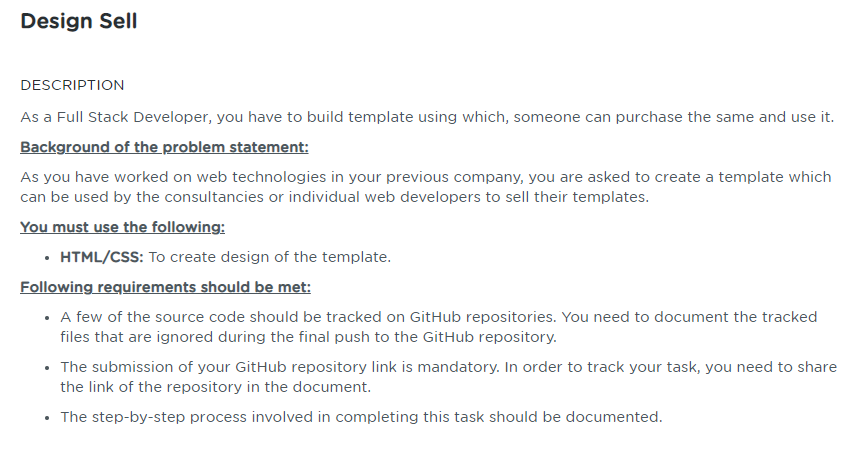 Design Sell
DESCRIPTION
As a Full Stack Developer, you have to build template using which, someone can purchase the same and use it.
Background of the problem statement:
As you have worked on web technologies in your previous company, you are asked to create a template which
can be used by the consultancies or individual web developers to sell their templates.
You must use the following:
• HTML/CSS: To create design of the template.
Following requirements should be met:
• A few of the source code should be tracked on GitHub repositories. You need to document the tracked
files that are ignored during the final push to the GitHub repository.
• The submission of your GitHub repository link is mandatory. In order to track your task, you need to share
the link of the repository in the document.
• The step-by-step process involved in completing this task should be documented.